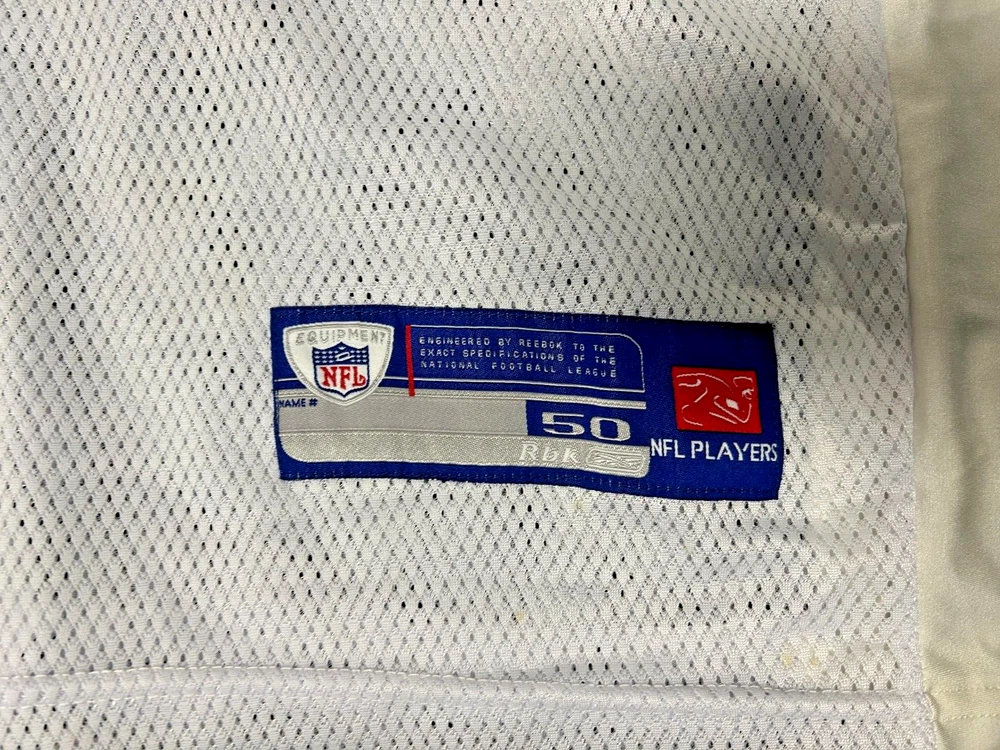 EQUIPMENT
NFL
ENGINEERED BY REEBOK TO THE
EXACT SPECIFICATIONS OF THE
NATIONAL FOOTBALL LEAGUE
NAME #
50
Rbk
NFL PLAYERS